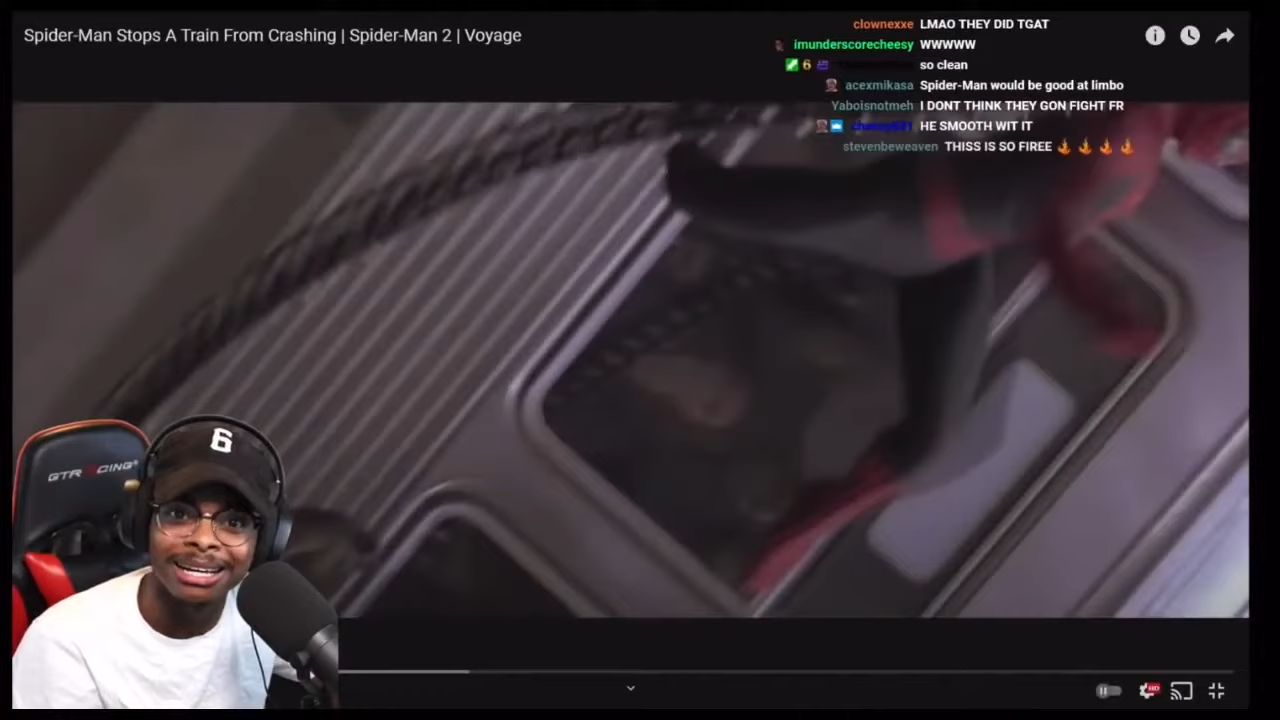 Spider-Man Stops A Train From Crashing | Spider-Man 2 | Voyage
clownexxe LMAO THEY DID TGAT
imunderscorecheesy WWWWW
6 so clean
acexmikasa Spider-Man would be good at limbo
Yaboisnotmeh I DONT THINK THEY GON FIGHT FR
HE SMOOTH WIT IT
stevenbeweaven THISS IS SO FIREE 🔥 🔥 🔥 🔥
GTRACING
6
HD